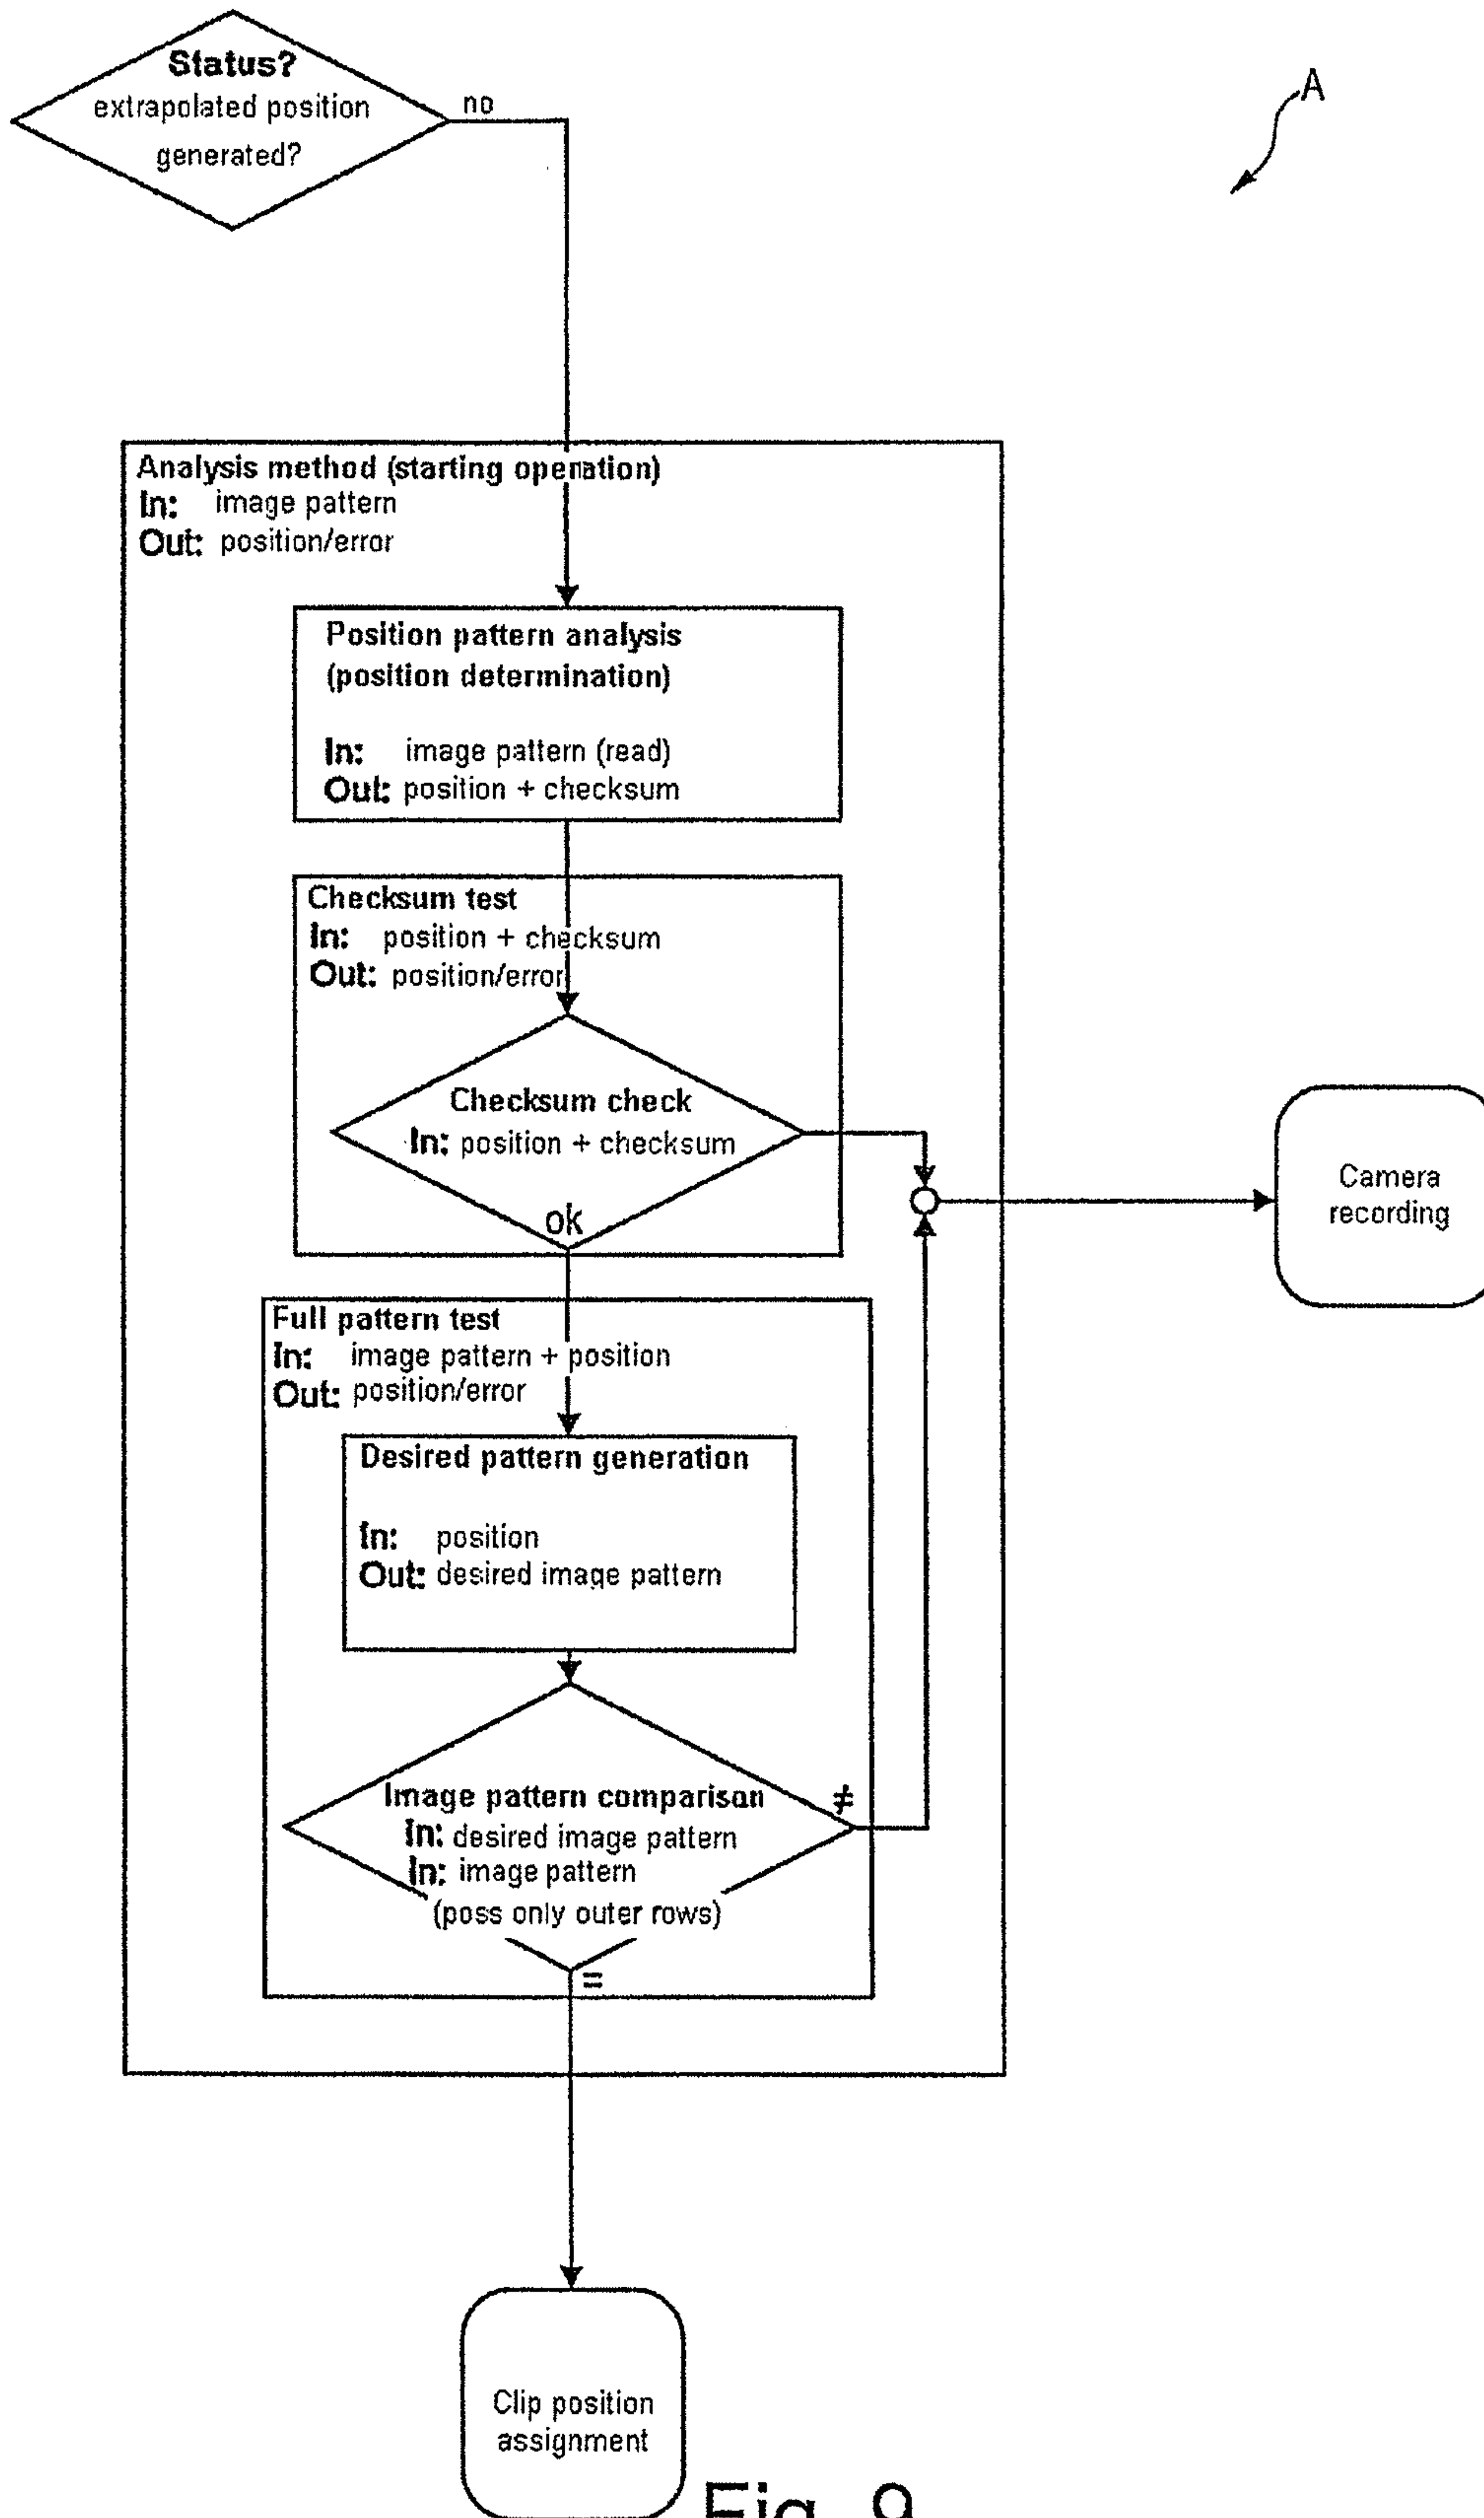 Status?
extrapolated position
generated?
no
A
Analysis method (starting operation)
In: image pattern
Out: position/error
Position pattern analysis
(position determination)
In: image pattern (read)
Out: position + checksum
Checksum test
In: position + checksum
Out: position/error
Checksum check
In: position + checksum
ok
Camera
recording
Full pattern test
In: image pattern + position
Out: position/error
Desired pattern generation
In: position
Out: desired image pattern
Image pattern comparison
≠
In: desired image pattern
In: image pattern
(poss only outer rows)
=
Clip position
assignment
Fig. 9